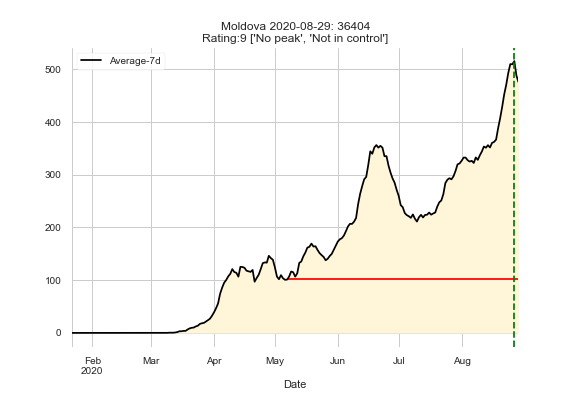 Moldova 2020-08-29: 36404
Rating:9 ['No peak', 'Not in control']
Average-7d
500
400
300
200
100
0
Feb Mar Apr May Jun Jul Aug
2020
Date